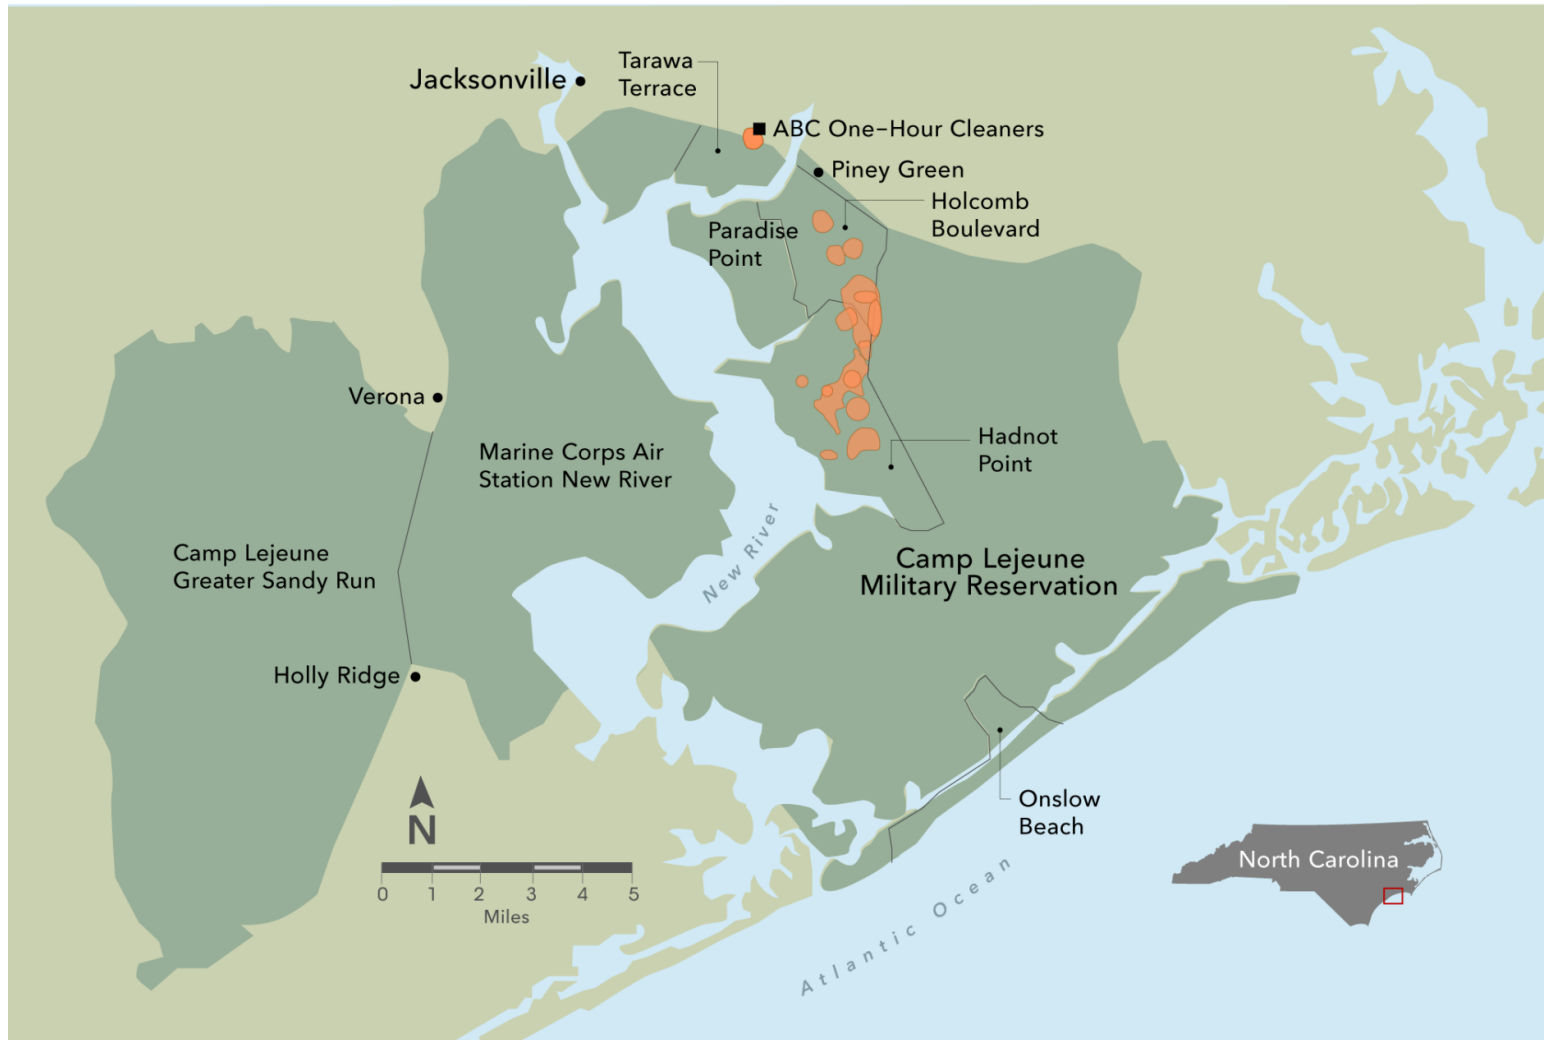 Jacksonville
Tarawa
Terrace
ABC One-Hour Cleaners
Piney Green
Holcomb
Boulevard
Paradise
Point
Verona
Marine Corps Air
Station New River
Hadnot
Point
New River
Camp Lejeune
Greater Sandy Run
Camp Lejeune
Military Reservation
Holly Ridge
Onslow
Beach
N
0 1 2 3 4 5
Miles
Atlantic Ocean
North Carolina